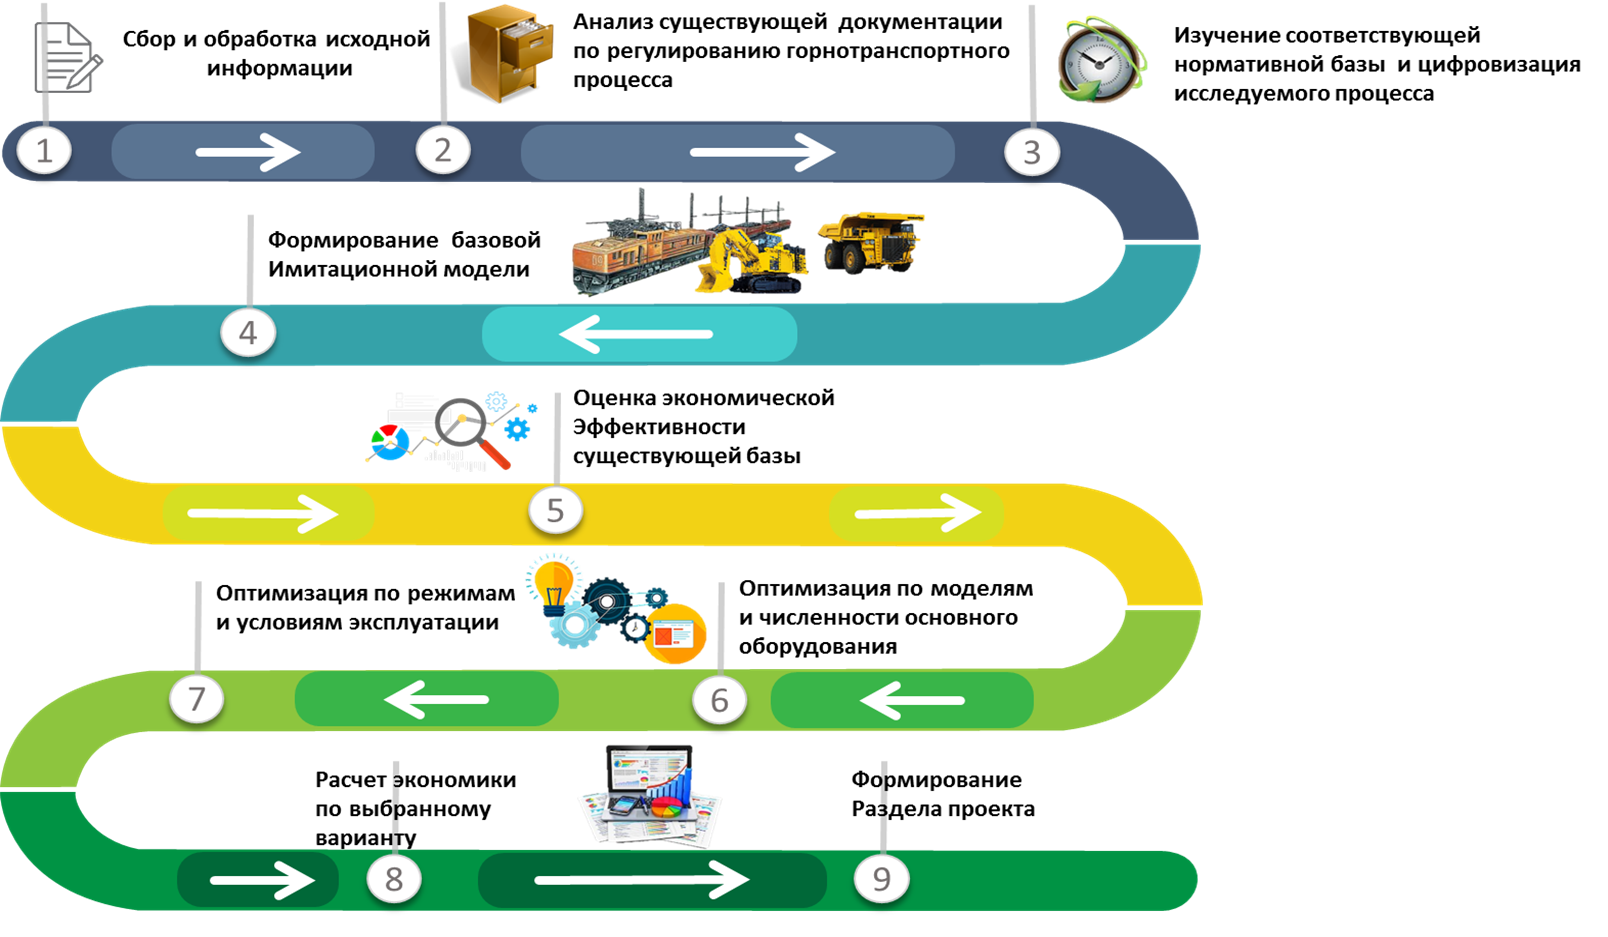 1
Сбор и обработка исходной
информации
2
Анализ существующей документации
по регулированию горнотранспортного
процесса
3
Изучение соответствующей
нормативной базы и цифровизация
исследуемого процесса
4
Формирование базовой
Имитационной модели
5
Оценка экономической
Эффективности
существующей базы
6
Оптимизация по моделям
и численности основного
оборудования
7
Оптимизация по режимам
и условиям эксплуатации
8
Расчет экономики
по выбранному
варианту
9
Формирование
Раздела проекта